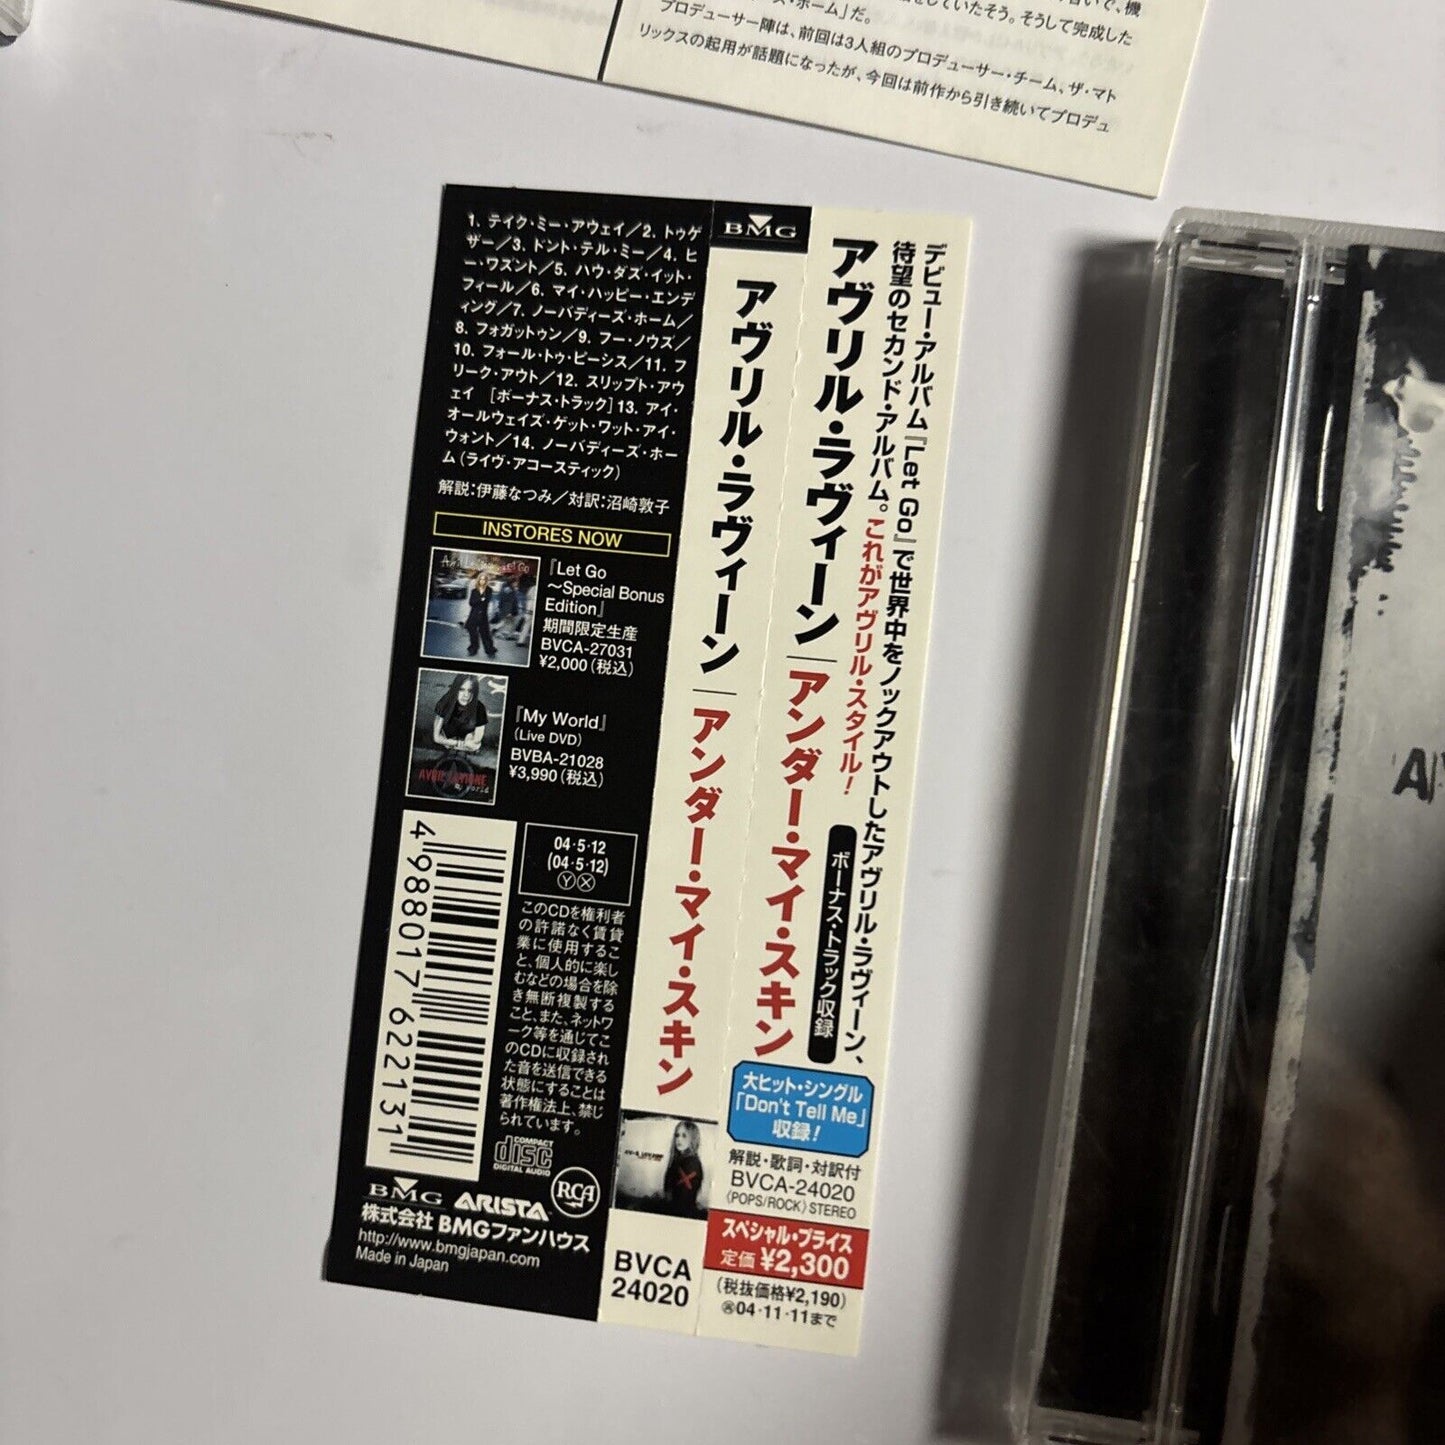 プロデューサー陣は、前回は3人組のプロデューサー・チーム、ザ・マト
リックスの起用が話題になったが、今回は前作から引き続いてプロデュ
1. テイク・ミー・アウェイ／2. トゥゲ
ザー／3. ドント・テル・ミー／4. ヒ
ー・ワズント／5. ハウ・ダズ・イット・
フィール／6. マイ・ハッピー・エンデ
ィング／7. ノーバディーズ・ホーム／
8. フォガットゥン／9. フー・ノウズ／
10. フォール・トゥ・ピーシス／11. フ
リーク・アウト／12. スリップト・アウ
ェイ ［ボーナス・トラック］13. アイ・
オールウェイズ・ゲット・ワット・アイ・
ウォント／14. ノーバディーズ・ホー
ム（ライヴ・アコースティック）
解説：伊藤なつみ／対訳：沼崎敦子
INSTORES NOW
『Let Go
〜Special Bonus
Edition』
期間限定生産
BVCA-27031
¥2,000（税込）
『My World』
(Live DVD)
BVBA-21028
¥3,990（税込）
AVRIL LAVIGNE
My World
4 988017 622131
04・5・12
(04・5・12)
Ⓨ Ⓧ
このCDを権利者
の許諾なく賃貸
業に使用するこ
と、個人的に楽し
むなどの場合を除
き無断複製する
こと、また、ネットワ
ーク等を通じてこ
のCDに収録され
た音を送信できる
状態にすることは
著作権法上、禁じ
られています。
COMPACT
disc
DIGITAL AUDIO
BMG ARISTA RCA
株式会社 BMGファンハウス
http://www.bmgjapan.com
Made in Japan
BMG
アヴリル・ラヴィーン｜アンダー・マイ・スキン
BVCA
24020
デビュー・アルバム『Let Go』で世界中をノックアウトしたアヴリル・ラヴィーン、
待望のセカンド・アルバム。これがアヴリル・スタイル！
アヴリル・ラヴィーン｜アンダー・マイ・スキン
ボーナス・トラック収録
大ヒット・シングル
「Don't Tell Me」
収録！
解説・歌詞・対訳付
BVCA-24020
(POPS/ROCK) STEREO
スペシャル・プライス
定価 ¥2,300
（税抜価格¥2,190）
㊖04・11・11まで